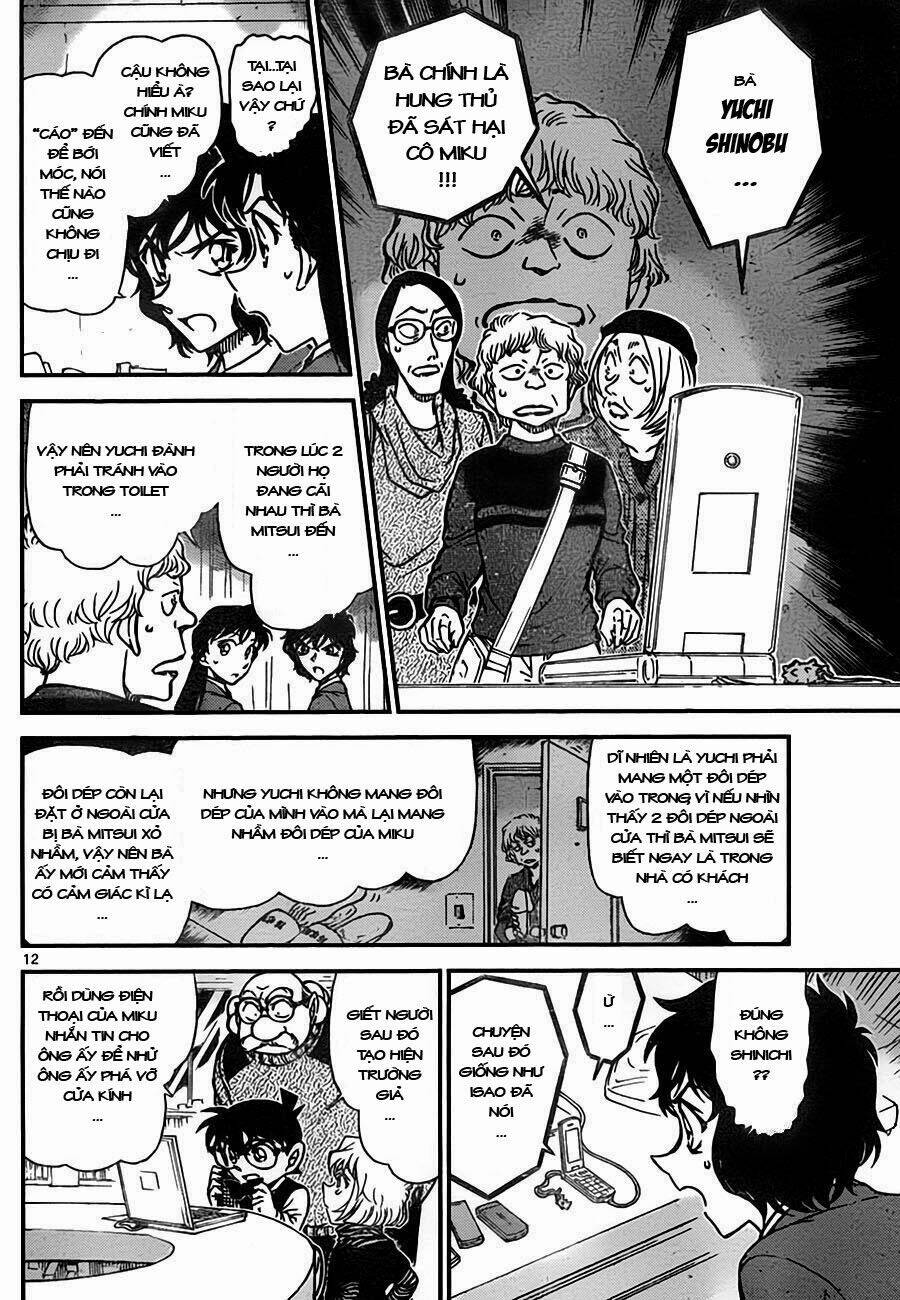 BÀ
YUCHI
SHINOBU
...
BÀ CHÍNH LÀ
HUNG THỦ
ĐÃ SÁT HẠI
CÔ MIKU
!!!
TẠI...TẠI
SAO LẠI
VẬY CHỨ
?
CẬU KHÔNG
HIỂU À?
CHÍNH MIKU
CŨNG ĐÃ
VIẾT
...
“CÁO” ĐẾN
ĐỂ BỚI
MÓC, NÓI
THẾ NÀO
CŨNG
KHÔNG
CHỊU ĐI
...
TRONG LÚC 2
NGƯỜI HỌ
ĐANG CÃI
NHAU THÌ BÀ
MITSUI ĐẾN
...
VẬY NÊN YUCHI ĐÀNH
PHẢI TRÁNH VÀO
TRONG TOILET
...
DĨ NHIÊN LÀ YUCHI PHẢI
MANG MỘT ĐÔI DÉP
VÀO TRONG, VÌ NẾU NHÌN
THẤY 2 ĐÔI DÉP NGOÀI
CỬA THÌ BÀ MITSUI SẼ
BIẾT NGAY LÀ TRONG
NHÀ CÓ KHÁCH
...
NHƯNG YUCHI KHÔNG MANG ĐÔI
DÉP CỦA MÌNH VÀO MÀ LẠI MANG
NHẦM ĐÔI DÉP CỦA MIKU
...
ĐÔI DÉP CÒN LẠI
ĐẶT Ở NGOÀI CỬA
BỊ BÀ MITSUI XỎ
NHẦM, VẬY NÊN BÀ
ẤY MỚI CẢM THẤY
CÓ CẢM GIÁC KÌ LẠ
...
12
ĐÚNG
KHÔNG
SHINICHI
??
Ừ
...
CHUYỆN
SAU ĐÓ
GIỐNG NHƯ
ISAO ĐÃ
NÓI
...
GIẾT NGƯỜI
SAU ĐÓ
TẠO HIỆN
TRƯỜNG
GIẢ
...
RỒI DÙNG ĐIỆN
THOẠI CỦA MIKU
NHẮN TIN CHO
ÔNG ẤY ĐỂ NHỬ
ÔNG ẤY PHÁ VỠ
CỬA KÍNH
...